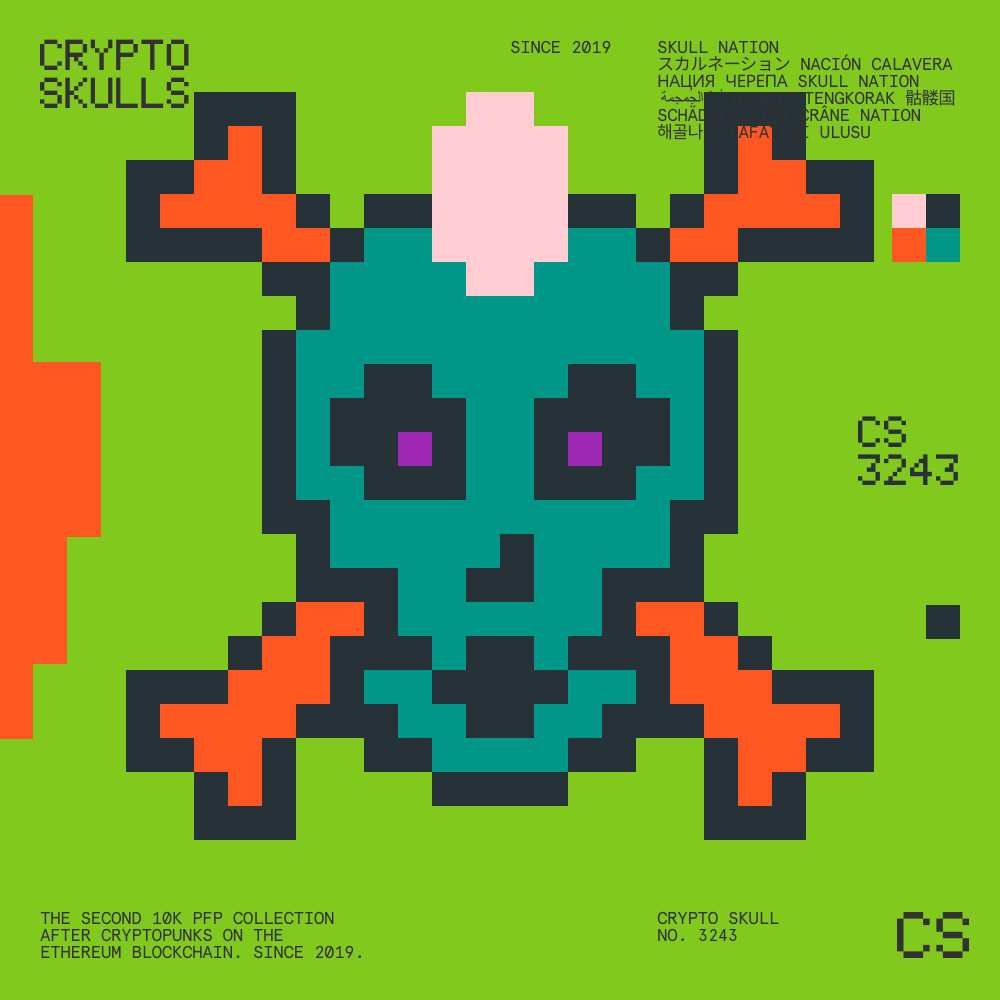 CRYPTO
SKULLS
SINCE 2019
SKULL NATION
スカルネーション NACIÓN CALAVERA
НАЦИЯ ЧЕРЕПА SKULL NATION
TENGKORAK 骷髅国
CRÂNE NATION
ULUSU
CS
3243
THE SECOND 10K PFP COLLECTION
AFTER CRYPTOPUNKS ON THE
ETHEREUM BLOCKCHAIN. SINCE 2019.
CRYPTO SKULL
NO. 3243
CS